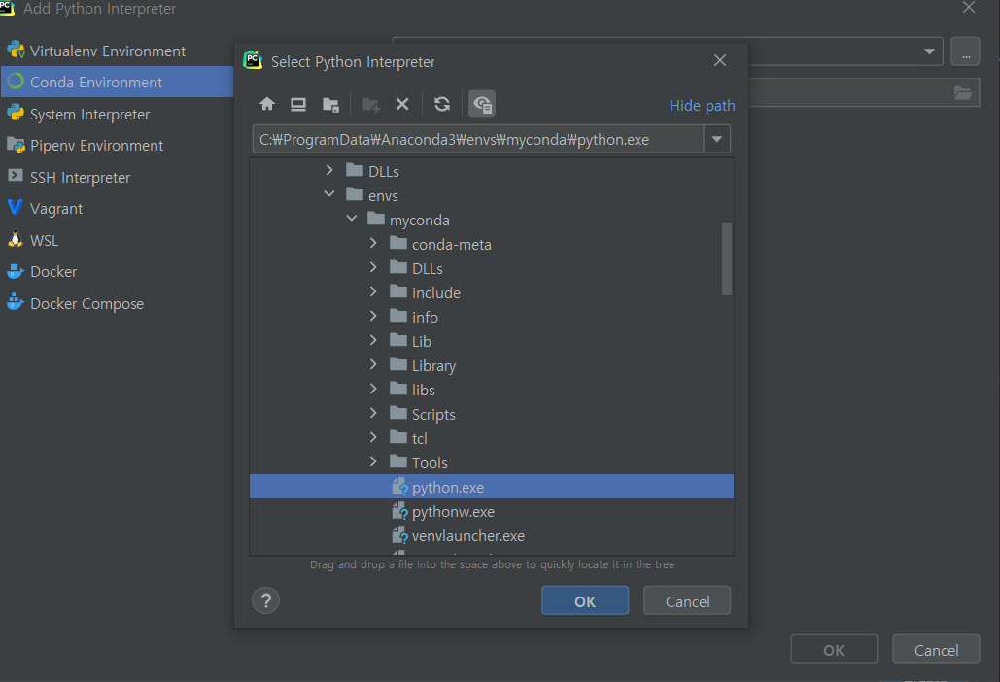 Add Python Interpreter
Virtualenv Environment
Conda Environment
System Interpreter
Pipenv Environment
SSH Interpreter
Vagrant
WSL
Docker
Docker Compose
...
Select Python Interpreter
Hide path
C:₩ProgramData₩Anaconda3₩envs₩myconda₩python.exe
DLLs
envs
myconda
conda-meta
DLLs
include
info
Lib
Library
libs
Scripts
tcl
Tools
python.exe
pythonw.exe
venvlauncher.exe
Drag and drop a file into the space above to quickly locate it in the tree
?
OK
Cancel
OK
Cancel